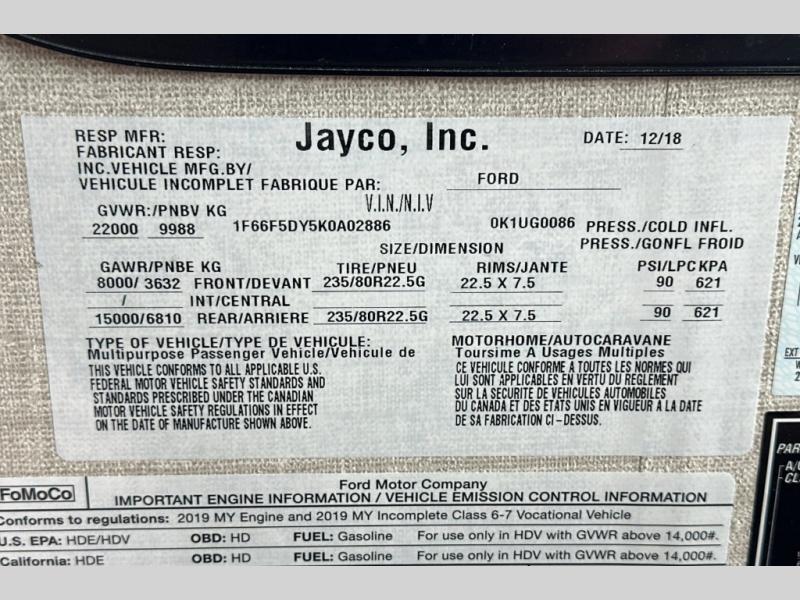 RESP MFR:
Jayco, Inc.
DATE: 12/18
FABRICANT RESP:
INC.VEHICLE MFG.BY/
VEHICULE INCOMPLET FABRIQUE PAR: FORD
V.I.N./N.I.V
GVWR:/PNBV KG
22000 9988 1F66F5DY5K0A02886 0K1UG0086 PRESS./COLD INFL.
SIZE/DIMENSION PRESS./GONFL FROID
GAWR/PNBE KG TIRE/PNEU RIMS/JANTE PSI/LPC KPA
8000/ 3632 FRONT/DEVANT 235/80R22.5G 22.5 X 7.5 90 621
/ INT/CENTRAL
15000/6810 REAR/ARRIERE 235/80R22.5G 22.5 X 7.5 90 621
TYPE OF VEHICLE/TYPE DE VEHICULE: MOTORHOME/AUTOCARAVANE
Multipurpose Passenger Vehicle/Vehicule de Toursime A Usages Multiples
THIS VEHICLE CONFORMS TO ALL APPLICABLE U.S.
FEDERAL MOTOR VEHICLE SAFETY STANDARDS AND
STANDARDS PRESCRIBED UNDER THE CANADIAN
MOTOR VEHICLE SAFETY REGULATIONS IN EFFECT
ON THE DATE OF MANUFACTURE SHOWN ABOVE.
CE VÉHICULE CONFORME A TOUTES LES NORMES QUI
LUI SONT APPLICABLES EN VERTU DU RÈGLEMENT
SUR LA SECURITE DE VEHICULES AUTOMOBILES
DU CANADA ET DES ETATS UNIS EN VIGUEUR A LA DATE
DE SA FABRICATION CI-DESSUS.
FoMoCo
Ford Motor Company
IMPORTANT ENGINE INFORMATION / VEHICLE EMISSION CONTROL INFORMATION
Conforms to regulations: 2019 MY Engine and 2019 MY Incomplete Class 6-7 Vocational Vehicle
U.S. EPA: HDE/HDV OBD: HD FUEL: Gasoline For use only in HDV with GVWR above 14,000#.
California: HDE OBD: HD FUEL: Gasoline For use only in HDV with GVWR above 14,000#.
EXT